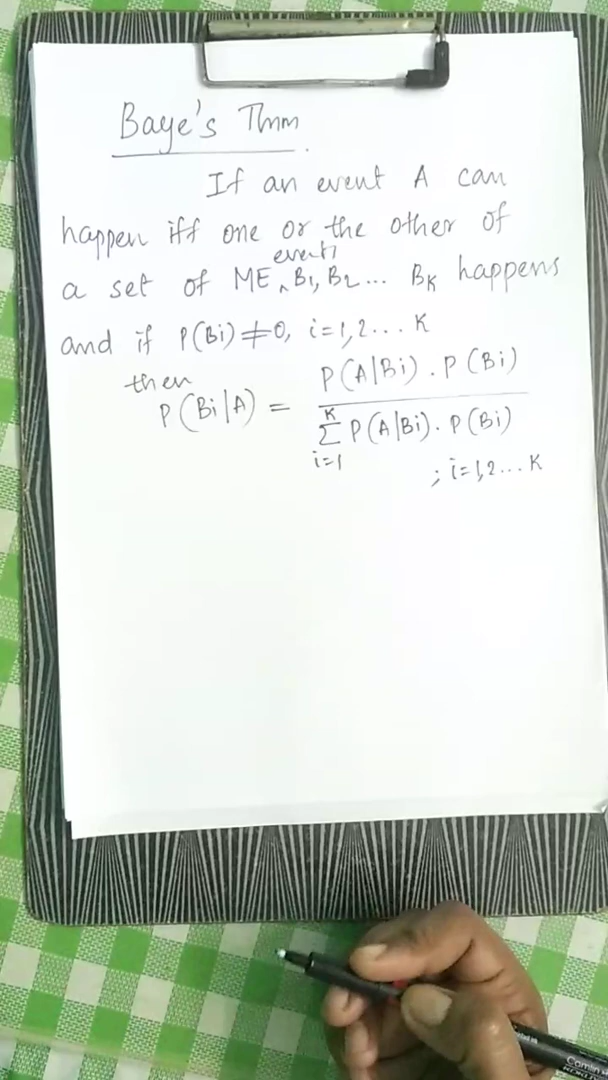 Baye's Thm
If an event A can
happen iff one or the other of
a set of ME events B1, B2 ... BK happens
and if P(Bi) ≠ 0, i = 1, 2 ... K
then
P(Bi|A) = P(A|Bi) . P(Bi) / K Σ i=1 P(A|Bi) . P(Bi)
; i = 1, 2 ... K
Camlin